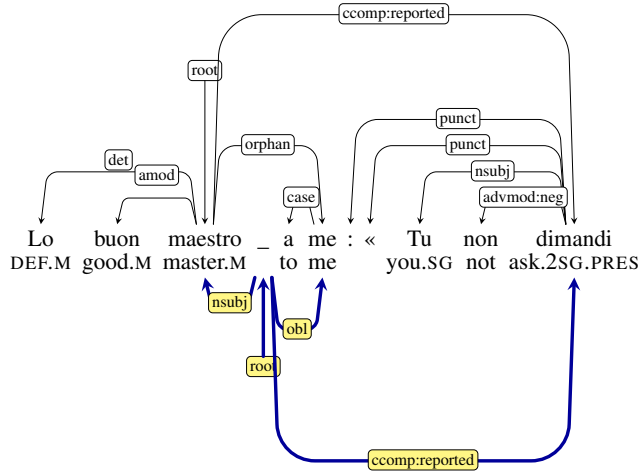 ccomp:reported
root
punct
orphan
punct
det
nsubj
amod
case
advmod:neg
Lo buon maestro _ a me : « Tu non dimandi
DEF.M good.M master.M to me you.SG not ask.2SG.PRES
nsubj
obl
root
ccomp:reported